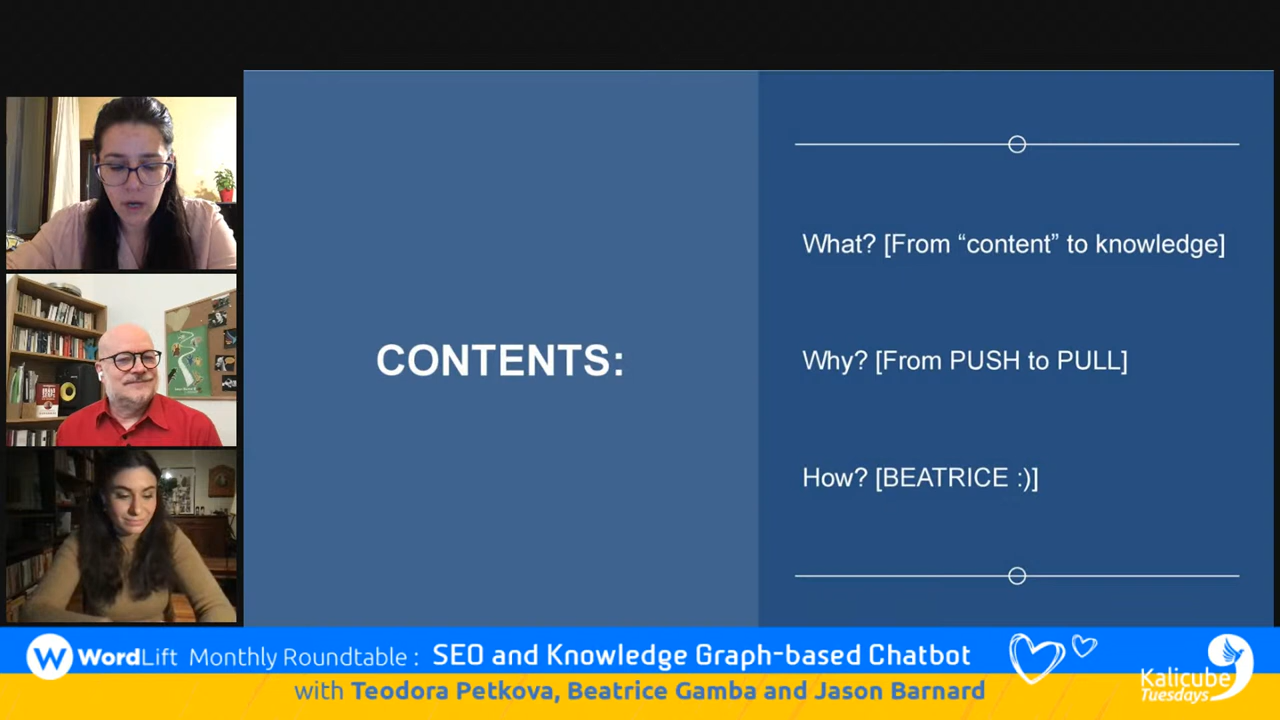 CONTENTS:
What? [From “content” to knowledge]
Why? [From PUSH to PULL]
How? [BEATRICE :)]
W WordLift Monthly Roundtable : SEO and Knowledge Graph-based Chatbot
with Teodora Petkova, Beatrice Gamba and Jason Barnard
Kalicube
Tuesdays